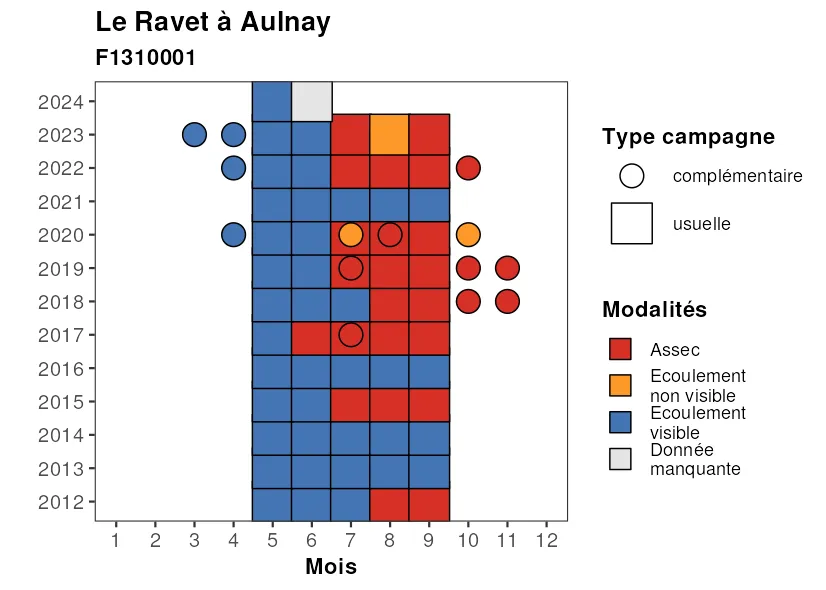 Le Ravet à Aulnay
F1310001
2024
2023
2022
2021
2020
2019
2018
2017
2016
2015
2014
2013
2012
1 2 3 4 5 6 7 8 9 10 11 12
Mois
Type campagne
complémentaire
usuelle
Modalités
Assec
Ecoulement
non visible
Ecoulement
visible
Donnée
manquante